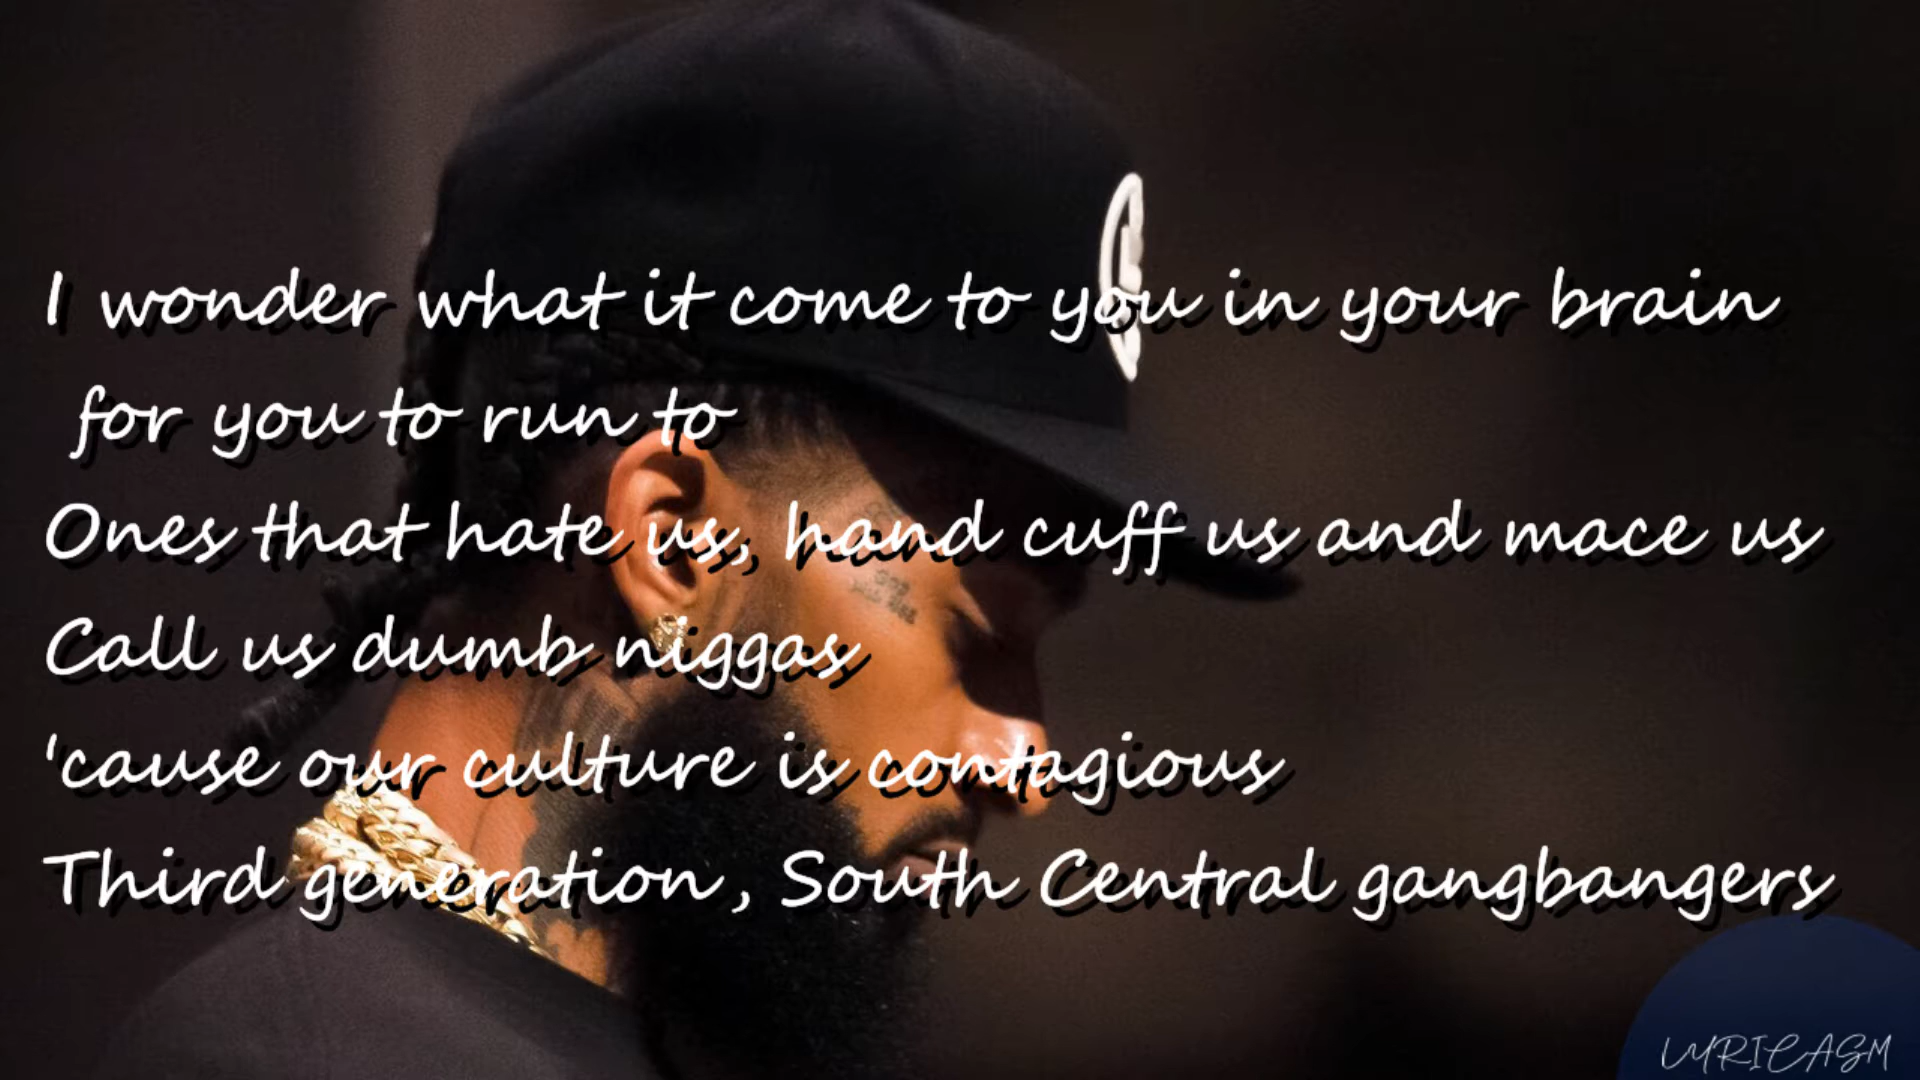 I wonder what it come to you in your brain
for you to run to
Ones that hate us, hand cuff us and mace us
Call us dumb niggas
'cause our culture is contagious
Third generation, South Central gangbangers
LYRICASM